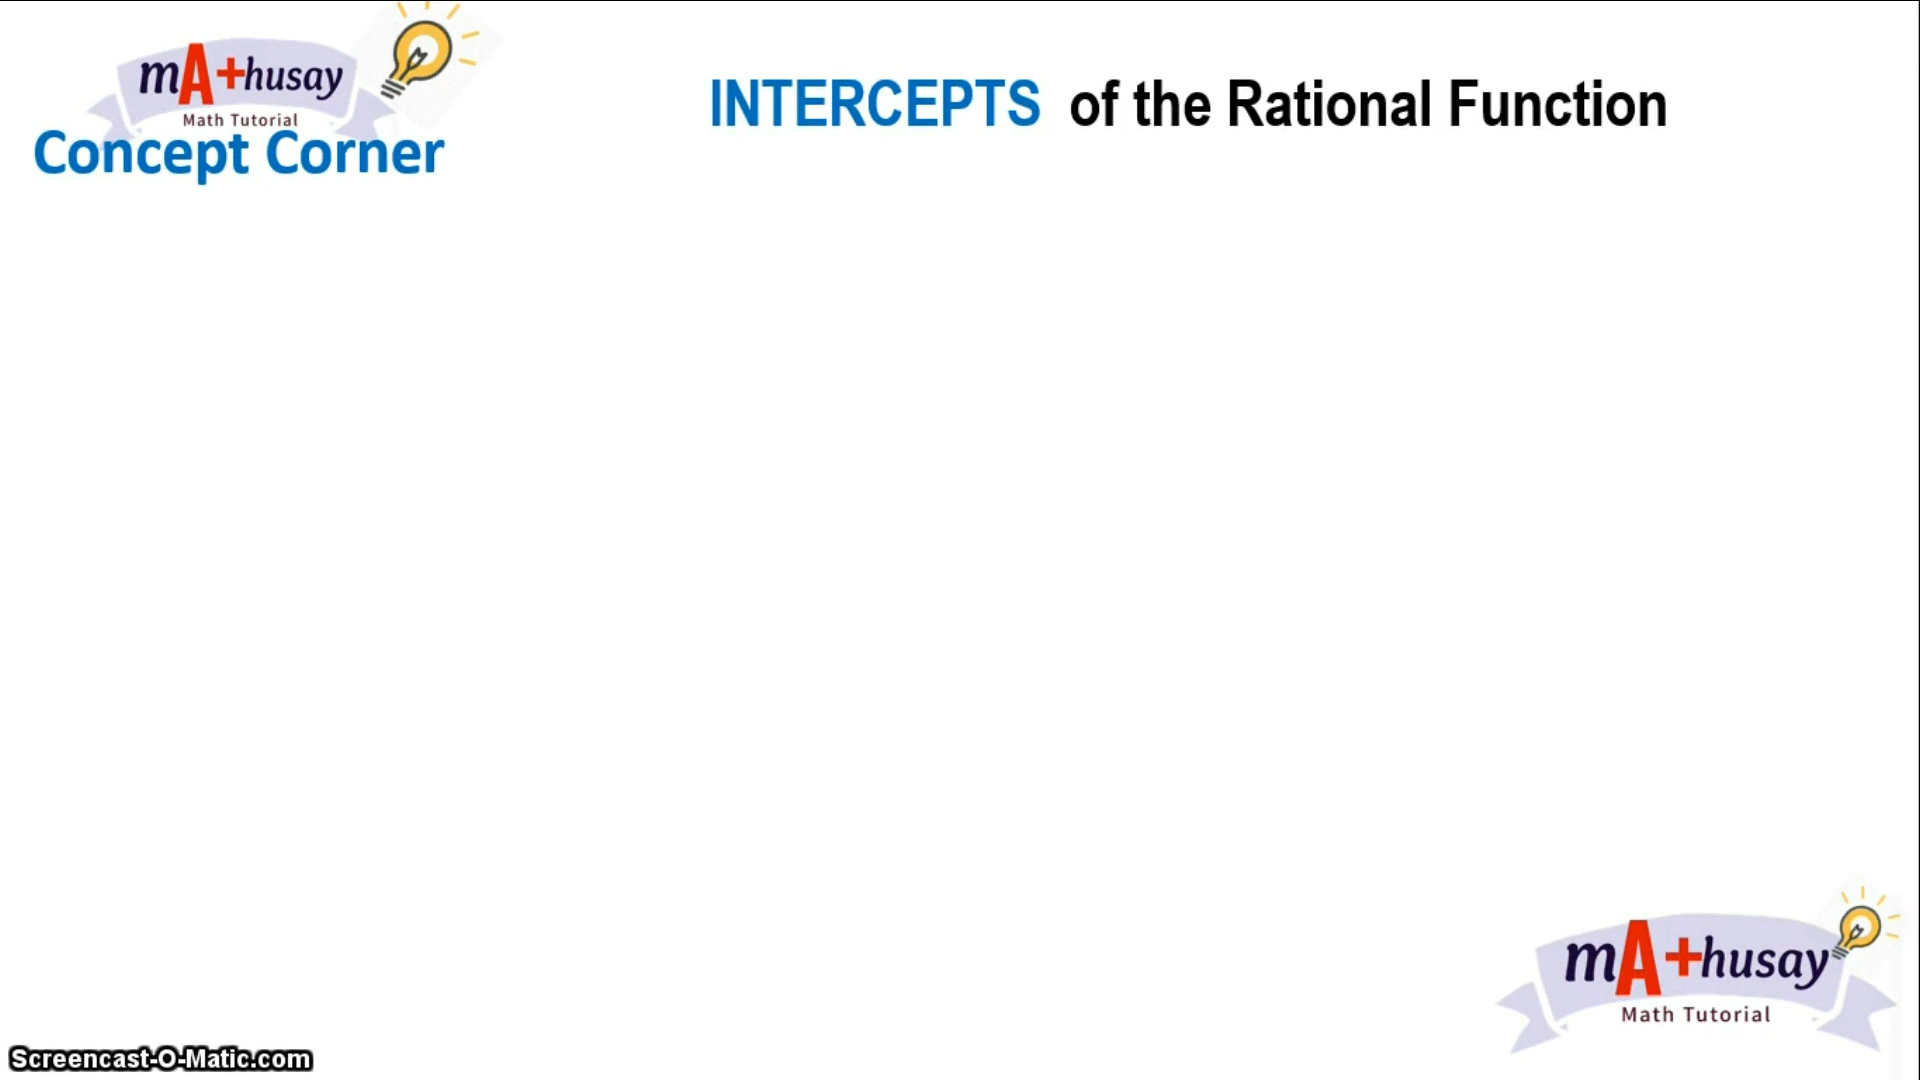 mA+husay
Math Tutorial
Concept Corner
INTERCEPTS of the Rational Function
mA+husay
Math Tutorial
Screencast-O-Matic.com